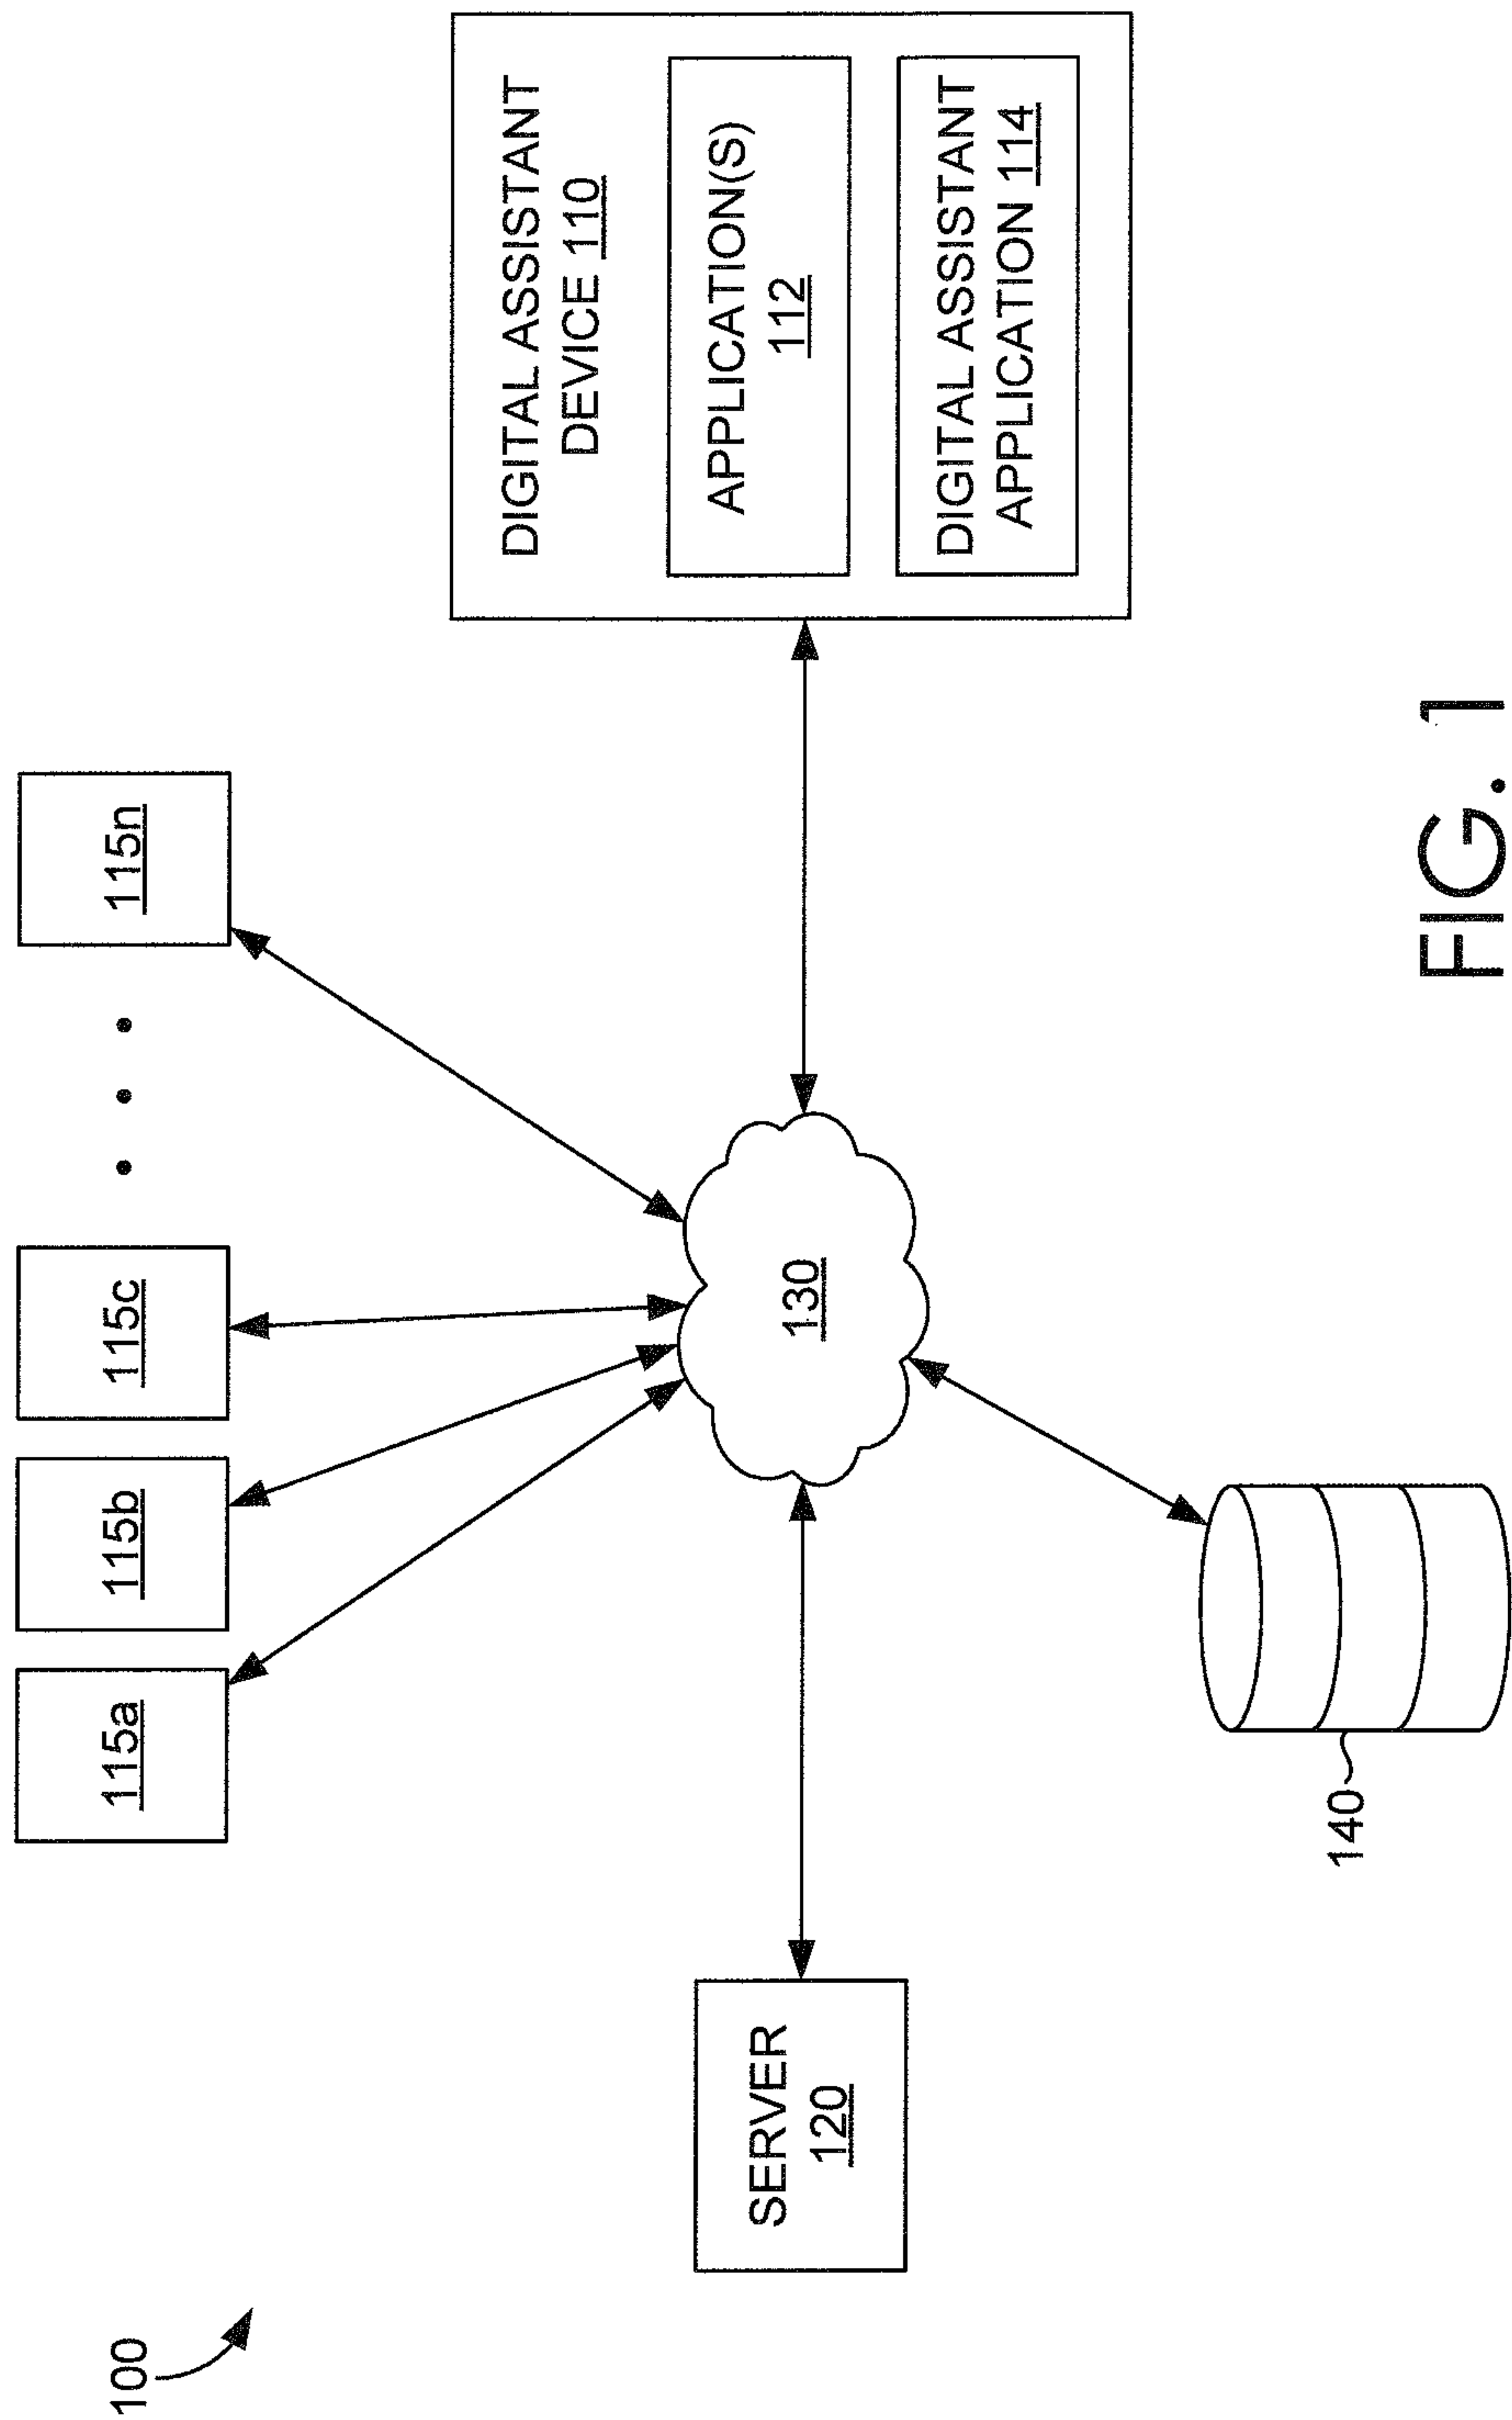 100
115a
115b
115c
115n
SERVER
120
130
DIGITAL ASSISTANT
DEVICE 110
APPLICATION(S)
112
DIGITAL ASSISTANT
APPLICATION 114
140
FIG. 1